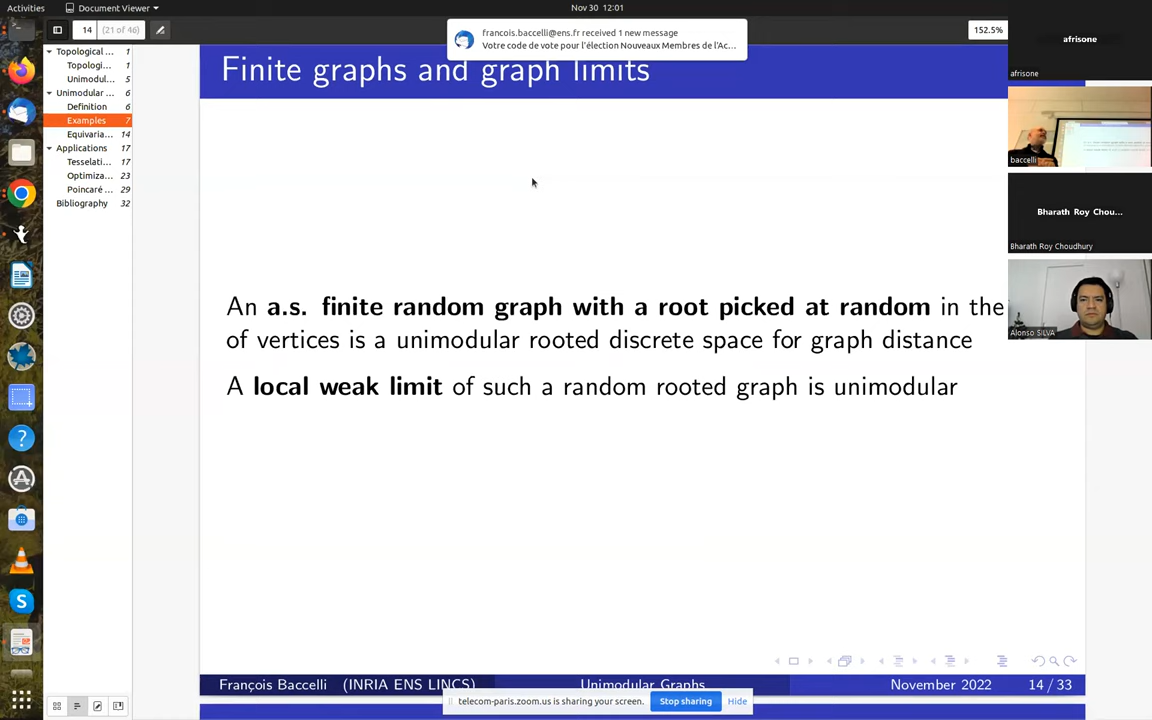 Activities
Document Viewer
Nov 30 12:01
14
(21 of 46)
152.5%
francois.baccelli@ens.fr received 1 new message
Votre code de vote pour l'élection Nouveaux Membres de l'Ac...
Topological ... 1
Topologi... 1
Unimodul... 5
Unimodular ... 6
Definition 6
Examples 7
Equivaria... 14
Applications 17
Tesselati... 17
Optimiza... 23
Poincaré ... 29
Bibliography 32
Finite graphs and graph limits
An a.s. finite random graph with a root picked at random in the
of vertices is a unimodular rooted discrete space for graph distance
A local weak limit of such a random rooted graph is unimodular
François Baccelli (INRIA ENS LINCS)
Unimodular Graphs
November 2022
14 / 33
telecom-paris.zoom.us is sharing your screen.
Stop sharing
Hide
afrisone
afrisone
baccelli
Bharath Roy Chou...
Bharath Roy Choudhury
Alonso SILVA